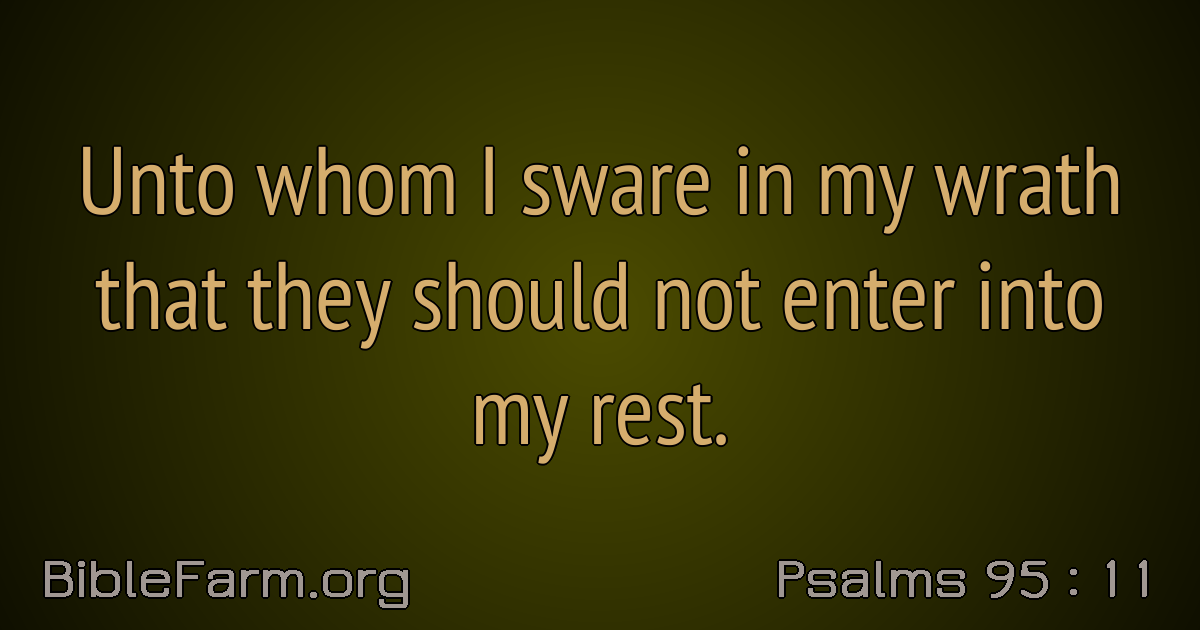 Unto whom I sware in my wrath
that they should not enter into
my rest.
BibleFarm.org
Psalms 95 : 11